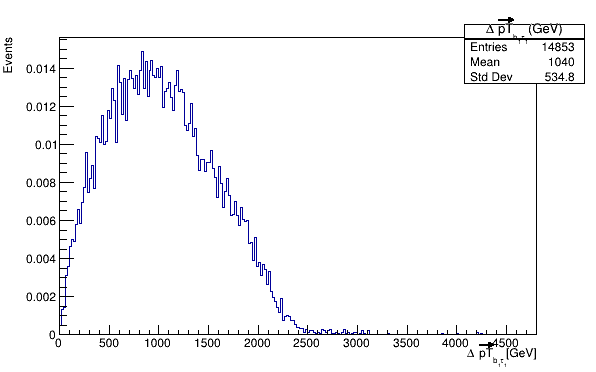 Δ pT b₁τ₁ (GeV)
Entries 14853
Mean 1040
Std Dev 534.8
Events
0.014
0.012
0.01
0.008
0.006
0.004
0.002
0
0 500 1000 1500 2000 2500 3000 3500 4000 4500
Δ pT b₁τ₁ [GeV]